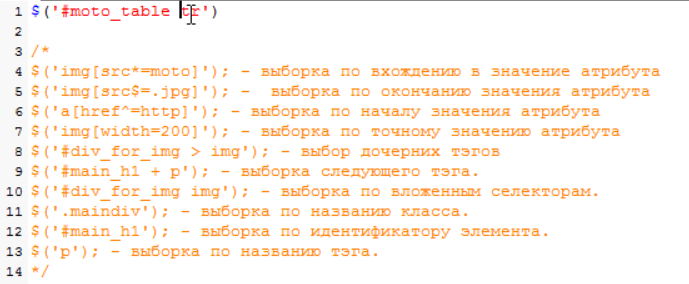 1 $('#moto_table tr')
2
3 /*
4 $('img[src*=moto]'); - выборка по вхождению в значение атрибута
5 $('img[src$=.jpg]'); -  выборка по окончанию значения атрибута
6 $('a[href^=http]'); - выборка по началу значения атрибута
7 $('img[width=200]'); - выборка по точному значению атрибута
8 $('#div_for_img > img'); - выбор дочерних тэгов
9 $('#main_h1 + p'); - выборка следующего тэга.
10 $('#div_for_img img'); - выборка по вложенным селекторам.
11 $('.maindiv'); - выборка по названию класса.
12 $('#main_h1'); - выборка по идентификатору элемента.
13 $('p'); - выборка по названию тэга.
14 */